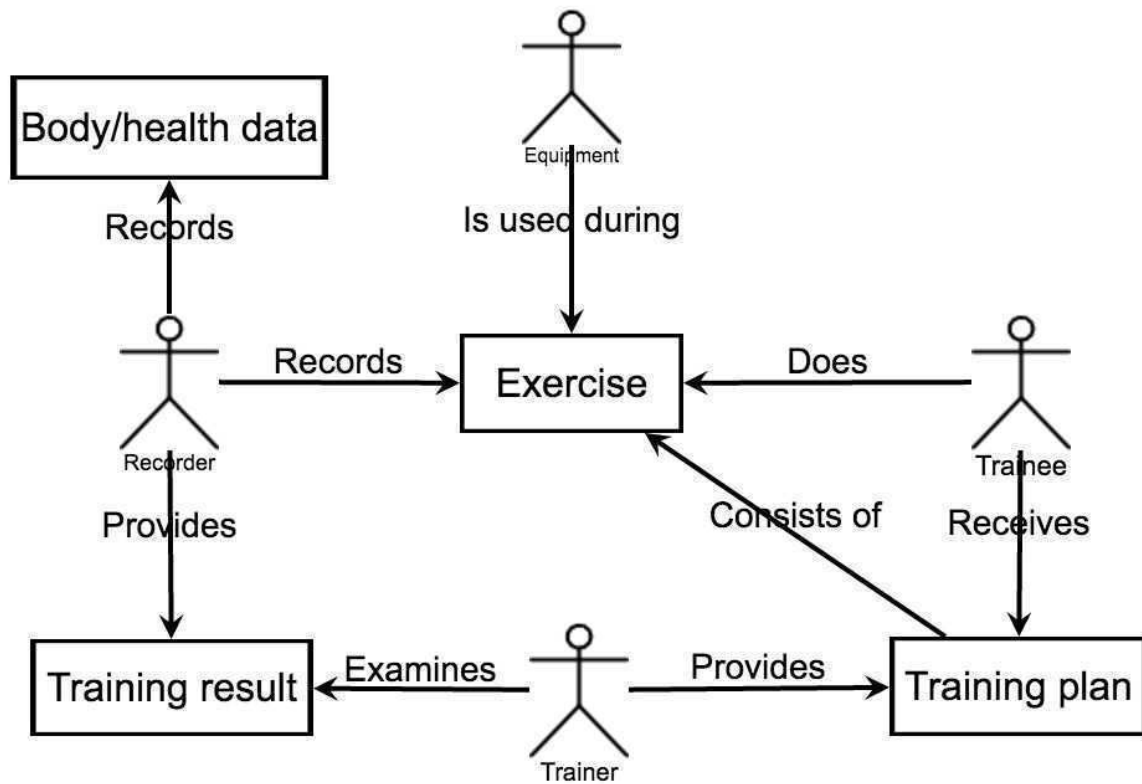 Equipment
Body/health data
Is used during
Records
Records
Does
Exercise
Recorder
Trainee
Consists of
Receives
Provides
Examines
Provides
Training result
Training plan
Trainer